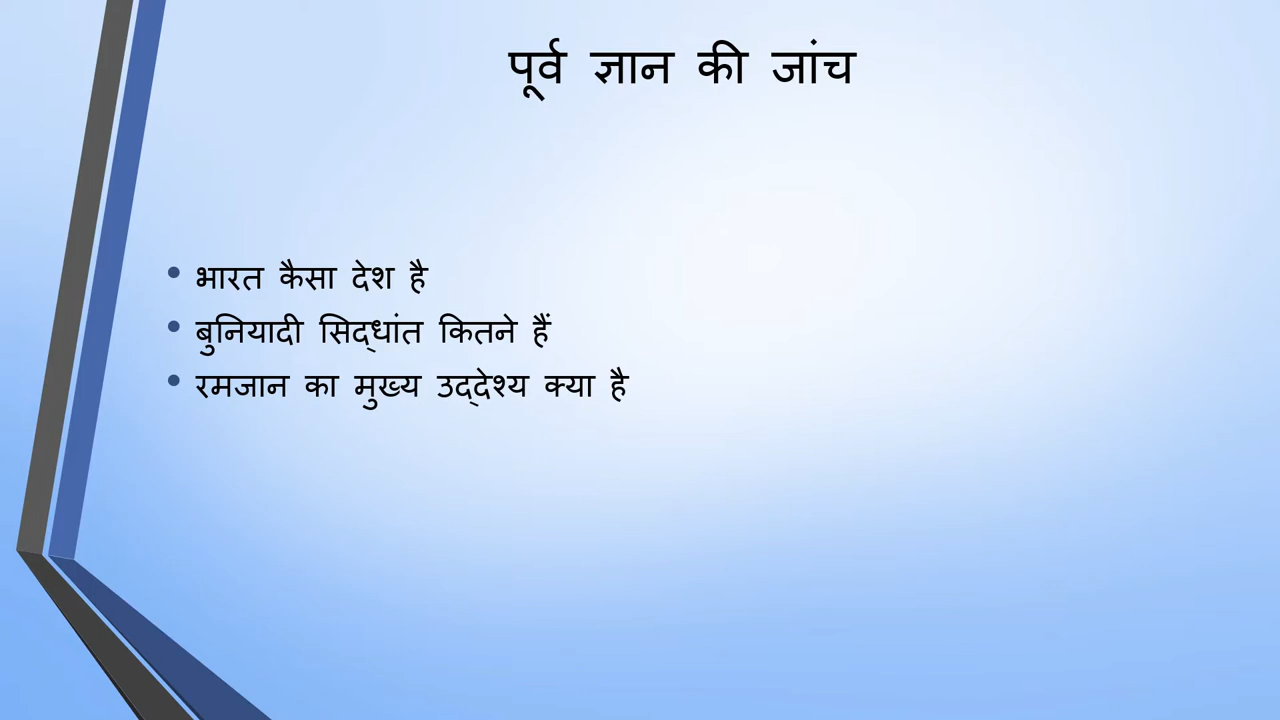 पूर्व ज्ञान की जांच
भारत कैसा देश है
बुनियादी सिद्धांत कितने हैं
रमजान का मुख्य उद्देश्य क्या है